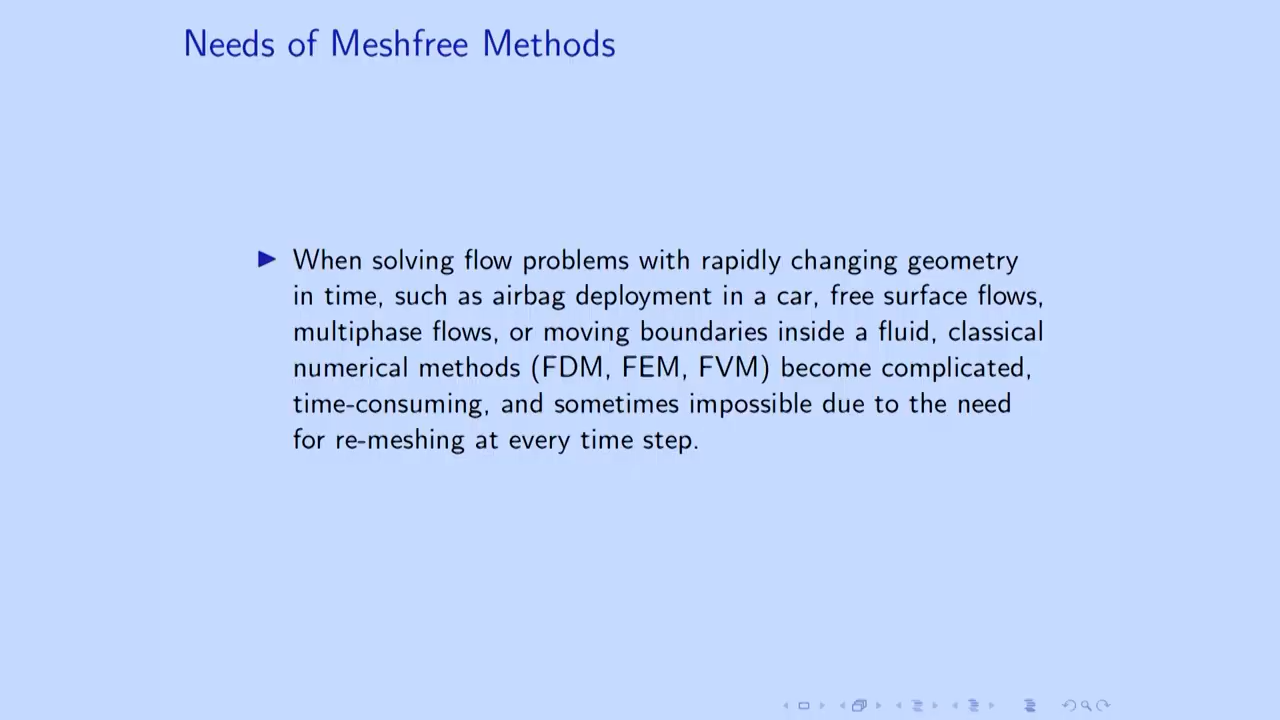 Needs of Meshfree Methods
When solving flow problems with rapidly changing geometry
in time, such as airbag deployment in a car, free surface flows,
multiphase flows, or moving boundaries inside a fluid, classical
numerical methods (FDM, FEM, FVM) become complicated,
time-consuming, and sometimes impossible due to the need
for re-meshing at every time step.